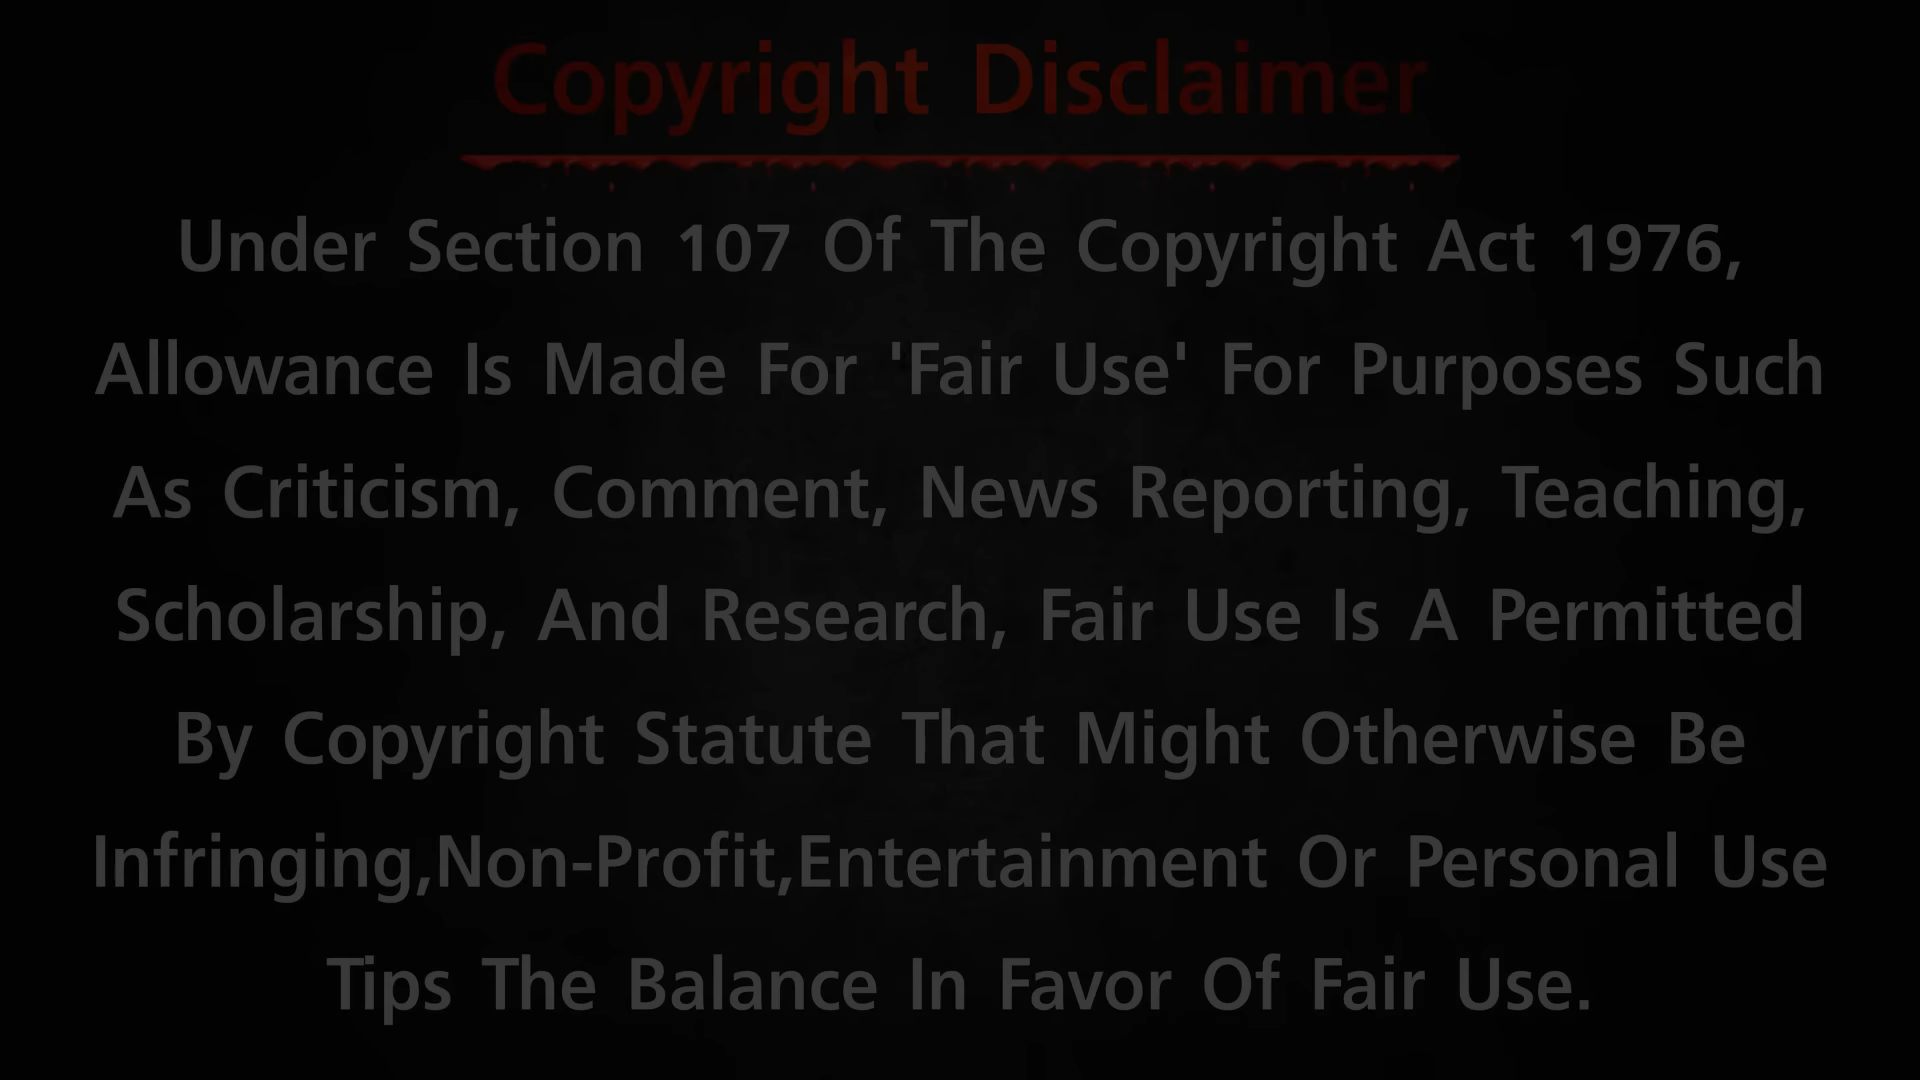 Copyright Disclaimer
Under Section 107 Of The Copyright Act 1976,
Allowance Is Made For 'Fair Use' For Purposes Such
As Criticism, Comment, News Reporting, Teaching,
Scholarship, And Research, Fair Use Is A Permitted
By Copyright Statute That Might Otherwise Be
Infringing,Non-Profit,Entertainment Or Personal Use
Tips The Balance In Favor Of Fair Use.